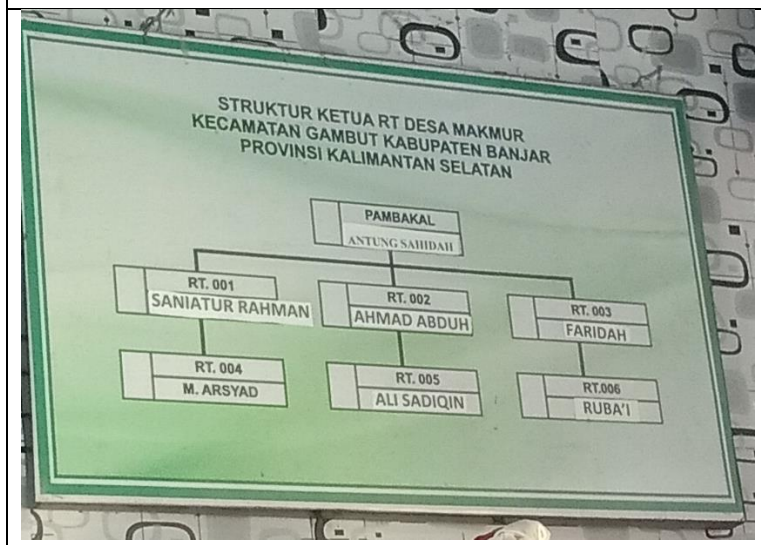 STRUKTUR KETUA RT DESA MAKMUR
KECAMATAN GAMBUT KABUPATEN BANJAR
PROVINSI KALIMANTAN SELATAN
PAMBAKAL
ANTUNG SAHIDAH
RT. 001
SANIATUR RAHMAN
RT. 002
AHMAD ABDUH
RT. 003
FARIDAH
RT. 004
M. ARSYAD
RT. 005
ALI SADIQIN
RT.006
RUBA'I